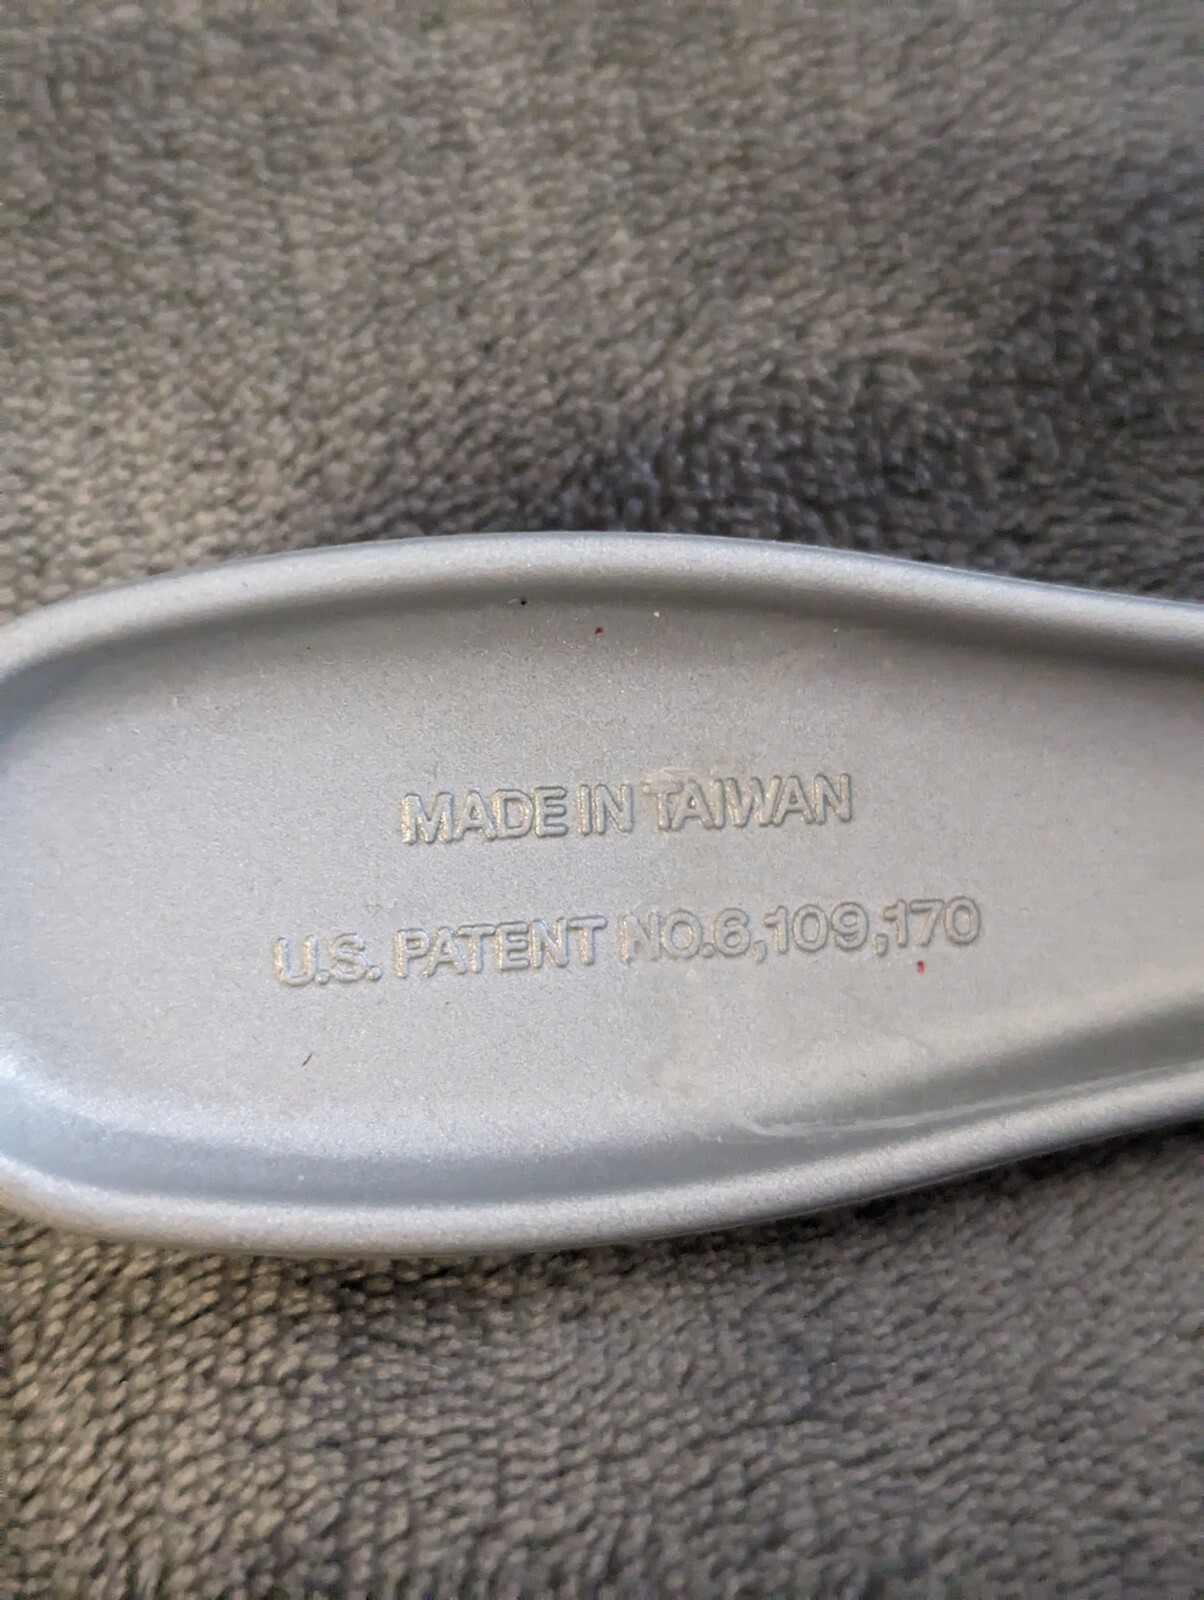 MADE IN TAIWAN
U.S. PATENT NO.6,109,170